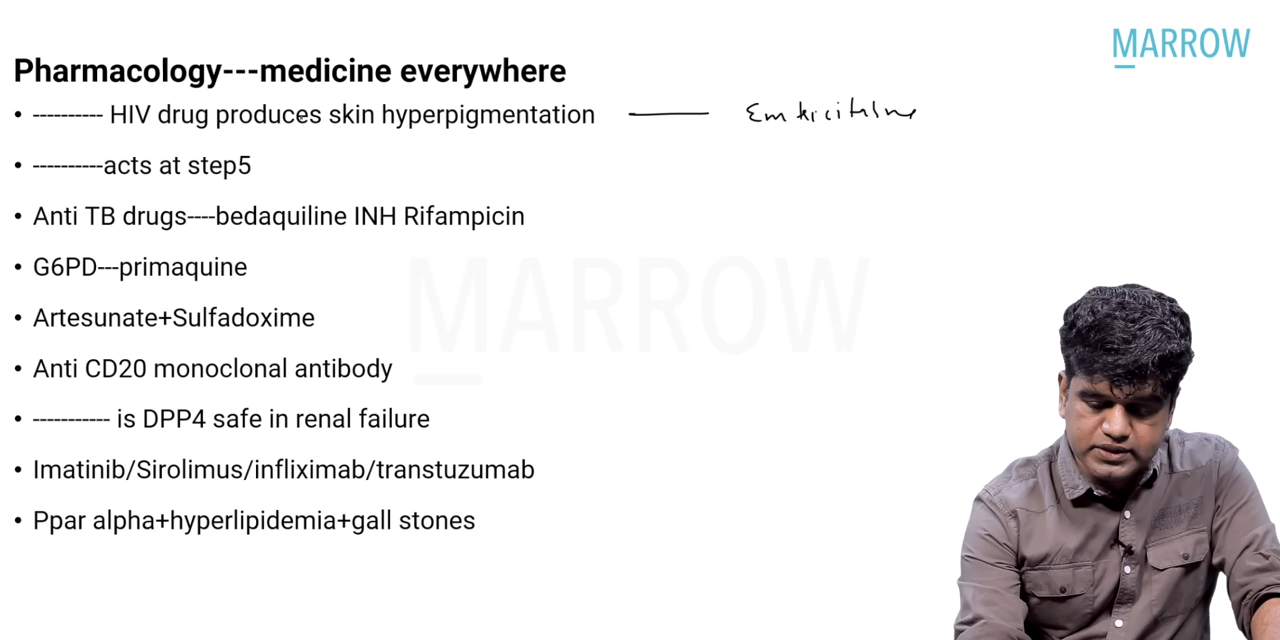 MARROW
Pharmacology---medicine everywhere
• ---------- HIV drug produces skin hyperpigmentation —— Emtricitabine
• ----------acts at step5
• Anti TB drugs----bedaquiline INH Rifampicin
• G6PD---primaquine
• Artesunate+Sulfadoxime
• Anti CD20 monoclonal antibody
• ----------- is DPP4 safe in renal failure
• Imatinib/Sirolimus/infliximab/transtuzumab
• Ppar alpha+hyperlipidemia+gall stones
MARROW